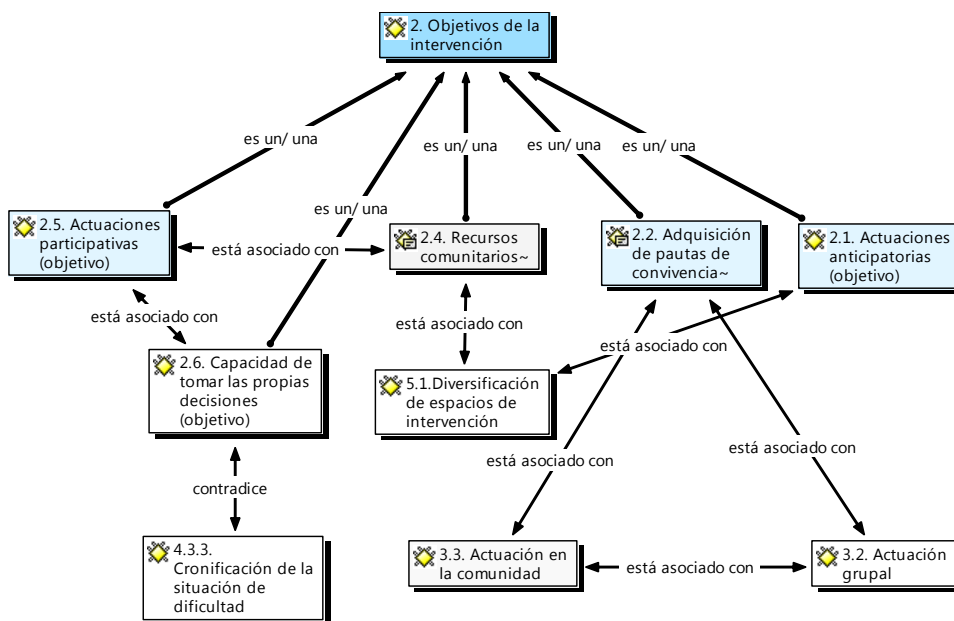 2. Objetivos de la
intervención
es un/ una
es un/ una
es un/ una
es un/ una
es un/ una
2.5. Actuaciones
participativas
(objetivo)
está asociado con
2.4. Recursos
comunitarios~
2.2. Adquisición
de pautas de
convivencia~
2.1. Actuaciones
anticipatorias
(objetivo)
está asociado con
está asociado con
está asociado con
2.6. Capacidad de
tomar las propias
decisiones
(objetivo)
5.1.Diversificación
de espacios de
intervención
está asociado con
está asociado con
contradice
4.3.3.
Cronificación de la
situación de
dificultad
3.3. Actuación en
la comunidad
está asociado con
3.2. Actuación
grupal